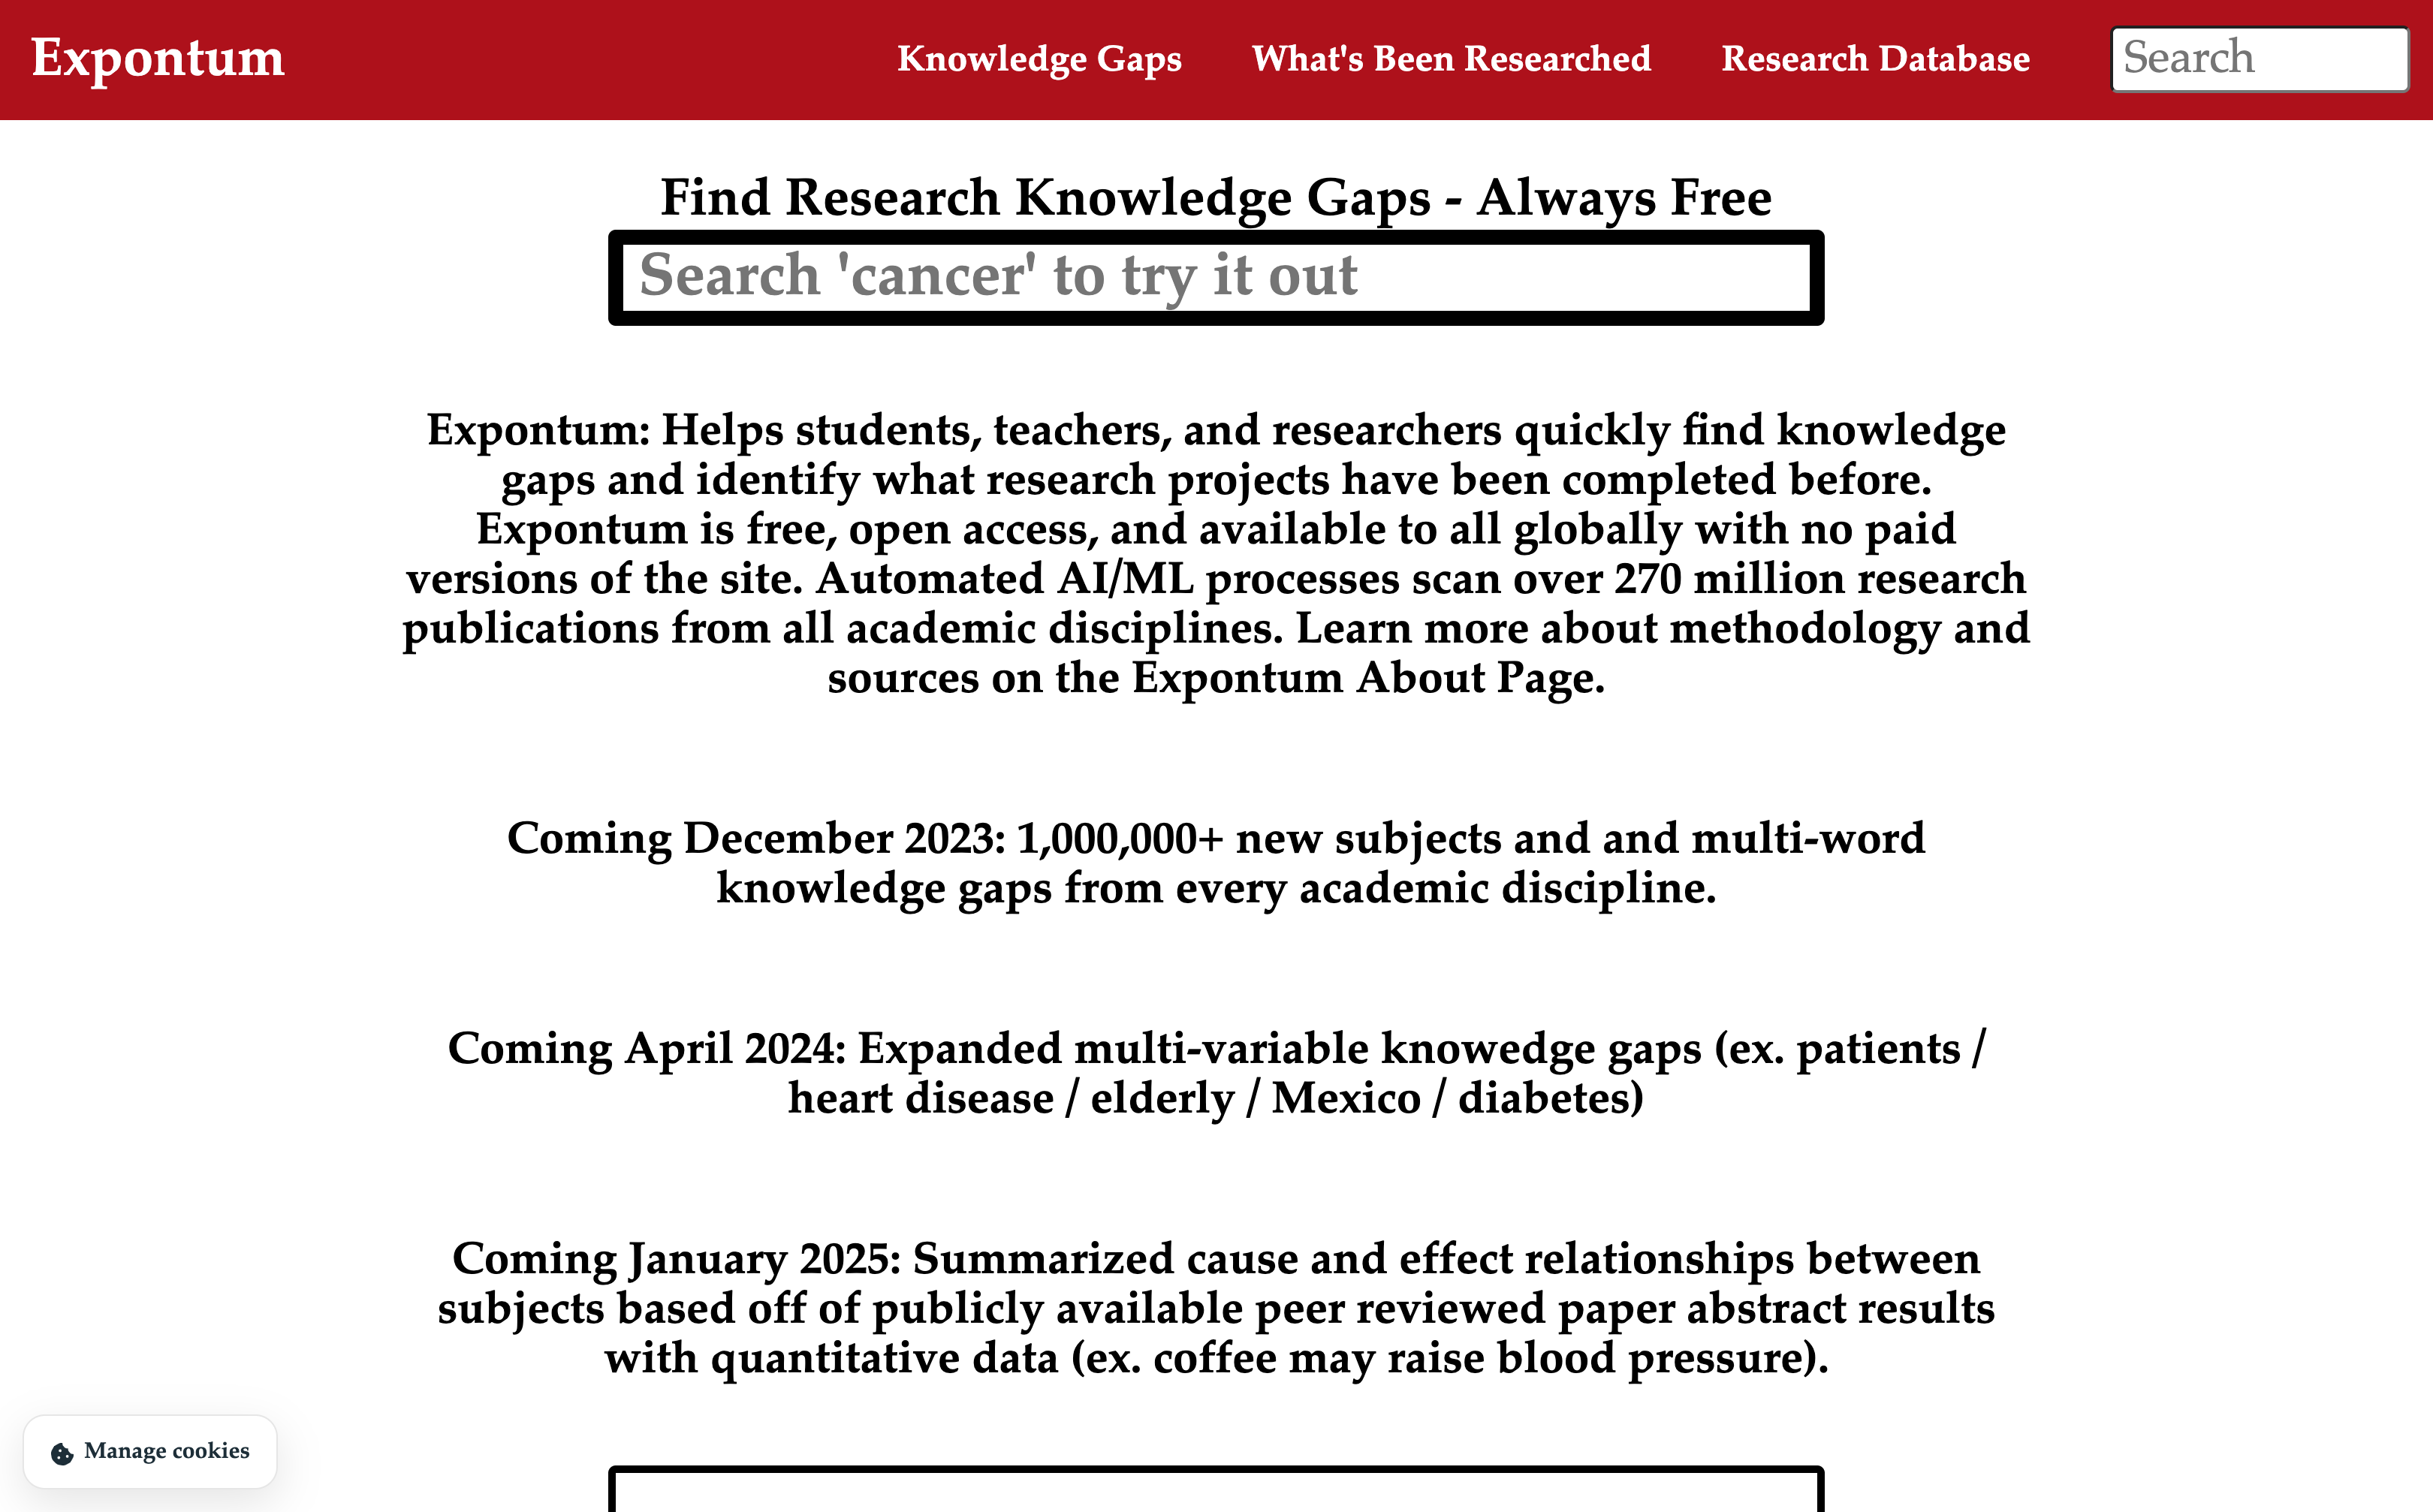 Expontum
Knowledge Gaps
What's Been Researched
Research Database
Search
Find Research Knowledge Gaps - Always Free
Search 'cancer' to try it out
Expontum: Helps students, teachers, and researchers quickly find knowledge
gaps and identify what research projects have been completed before.
Expontum is free, open access, and available to all globally with no paid
versions of the site. Automated AI/ML processes scan over 270 million research
publications from all academic disciplines. Learn more about methodology and
sources on the Expontum About Page.
Coming December 2023: 1,000,000+ new subjects and and multi-word
knowledge gaps from every academic discipline.
Coming April 2024: Expanded multi-variable knowedge gaps (ex. patients /
heart disease / elderly / Mexico / diabetes)
Coming January 2025: Summarized cause and effect relationships between
subjects based off of publicly available peer reviewed paper abstract results
with quantitative data (ex. coffee may raise blood pressure).
Manage cookies